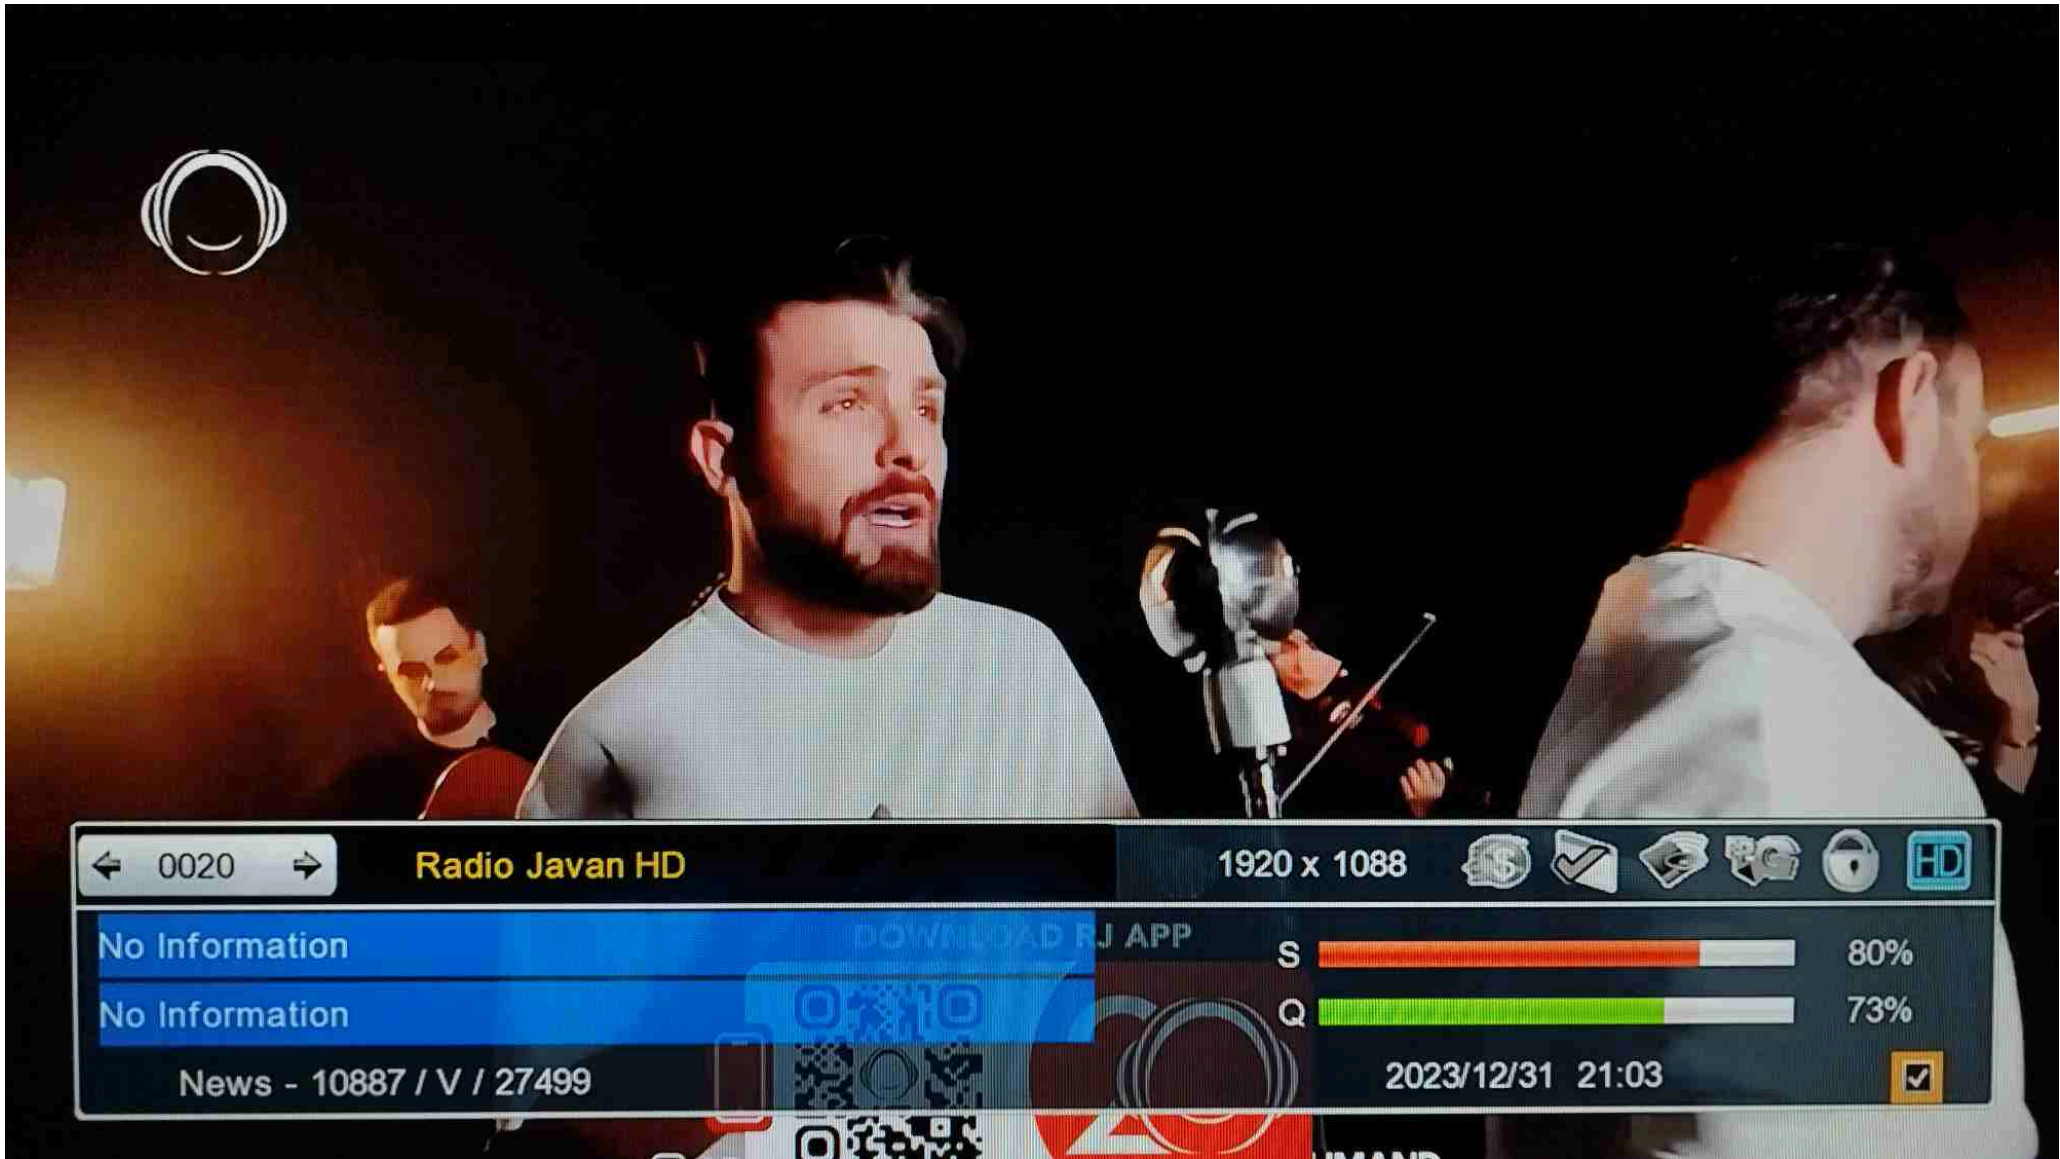 0020
Radio Javan HD
1920 x 1088
HD
No Information
DOWNLOAD RJ APP
S
80%
No Information
Q
73%
News - 10887 / V / 27499
2023/12/31 21:03